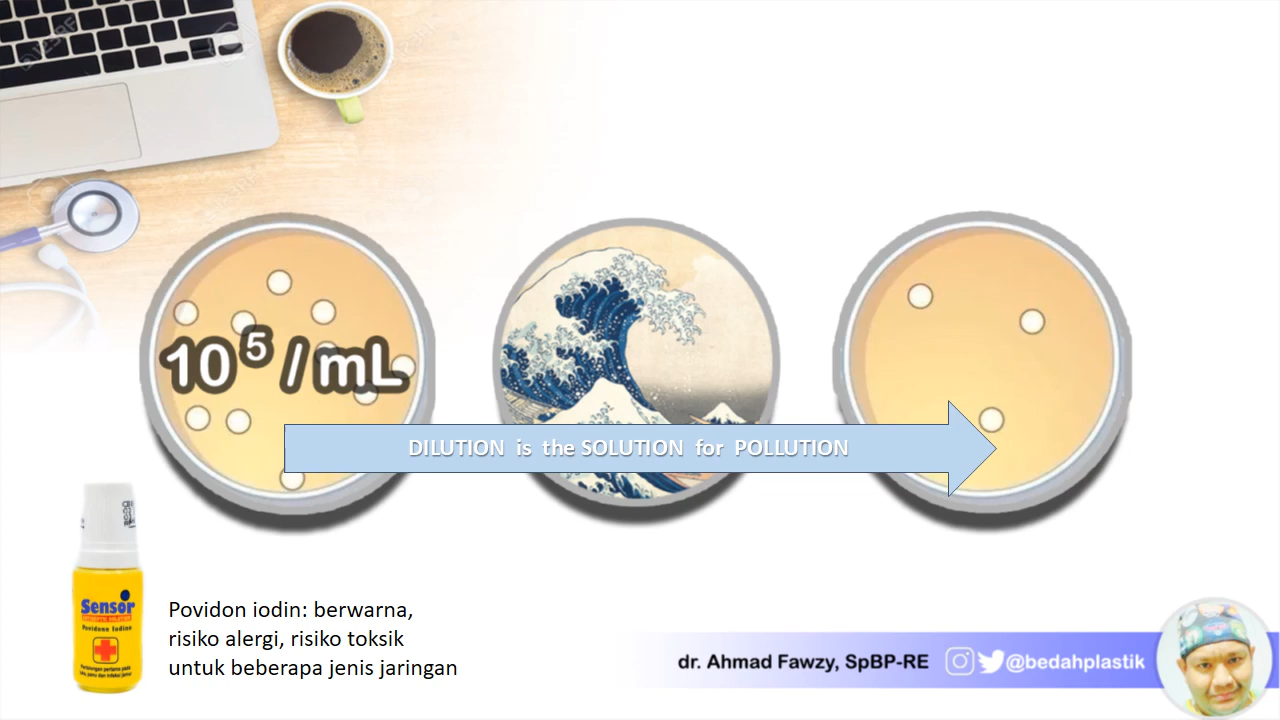 10⁵/mL
DILUTION is the SOLUTION for POLLUTION
Sensor
Povidone Iodine
Povidon iodin: berwarna,
risiko alergi, risiko toksik
untuk beberapa jenis jaringan
dr. Ahmad Fawzy, SpBP-RE @bedahplastik